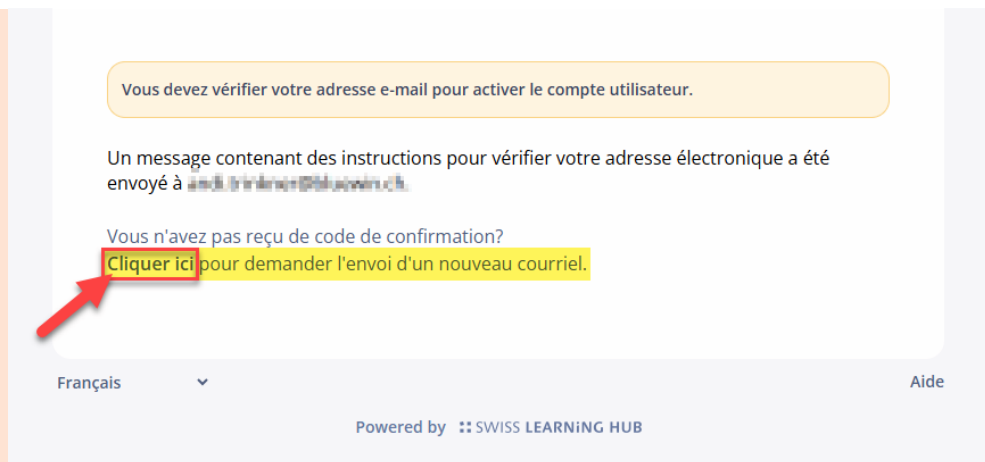 Vous devez vérifier votre adresse e-mail pour activer le compte utilisateur.
Un message contenant des instructions pour vérifier votre adresse électronique a été
envoyé à
Vous n'avez pas reçu de code de confirmation?
Cliquer ici pour demander l'envoi d'un nouveau courriel.
Français
Aide
Powered by SWISS LEARNiNG HUB